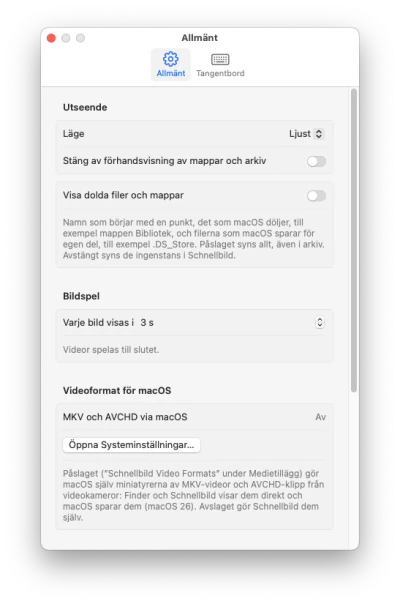 Allmänt
Allmänt
Tangentbord
Utseende
Läge
Ljust
Stäng av förhandsvisning av mappar och arkiv
Visa dolda filer och mappar
Namn som börjar med en punkt, det som macOS döljer, till
exempel mappen Bibliotek, och filerna som macOS sparar för
egen del, till exempel .DS_Store. Påslaget syns allt, även i arkiv.
Avstängt syns de ingenstans i Schnellbild.
Bildspel
Varje bild visas i 3 s
Videor spelas till slutet.
Videoformat för macOS
MKV och AVCHD via macOS
Av
Öppna Systeminställningar...
Påslaget ("Schnellbild Video Formats" under Medietillägg) gör
macOS själv miniatyrerna av MKV-videor och AVCHD-klipp från
videokameror: Finder och Schnellbild visar dem direkt och
macOS sparar dem (macOS 26). Avslaget gör Schnellbild dem
själv.